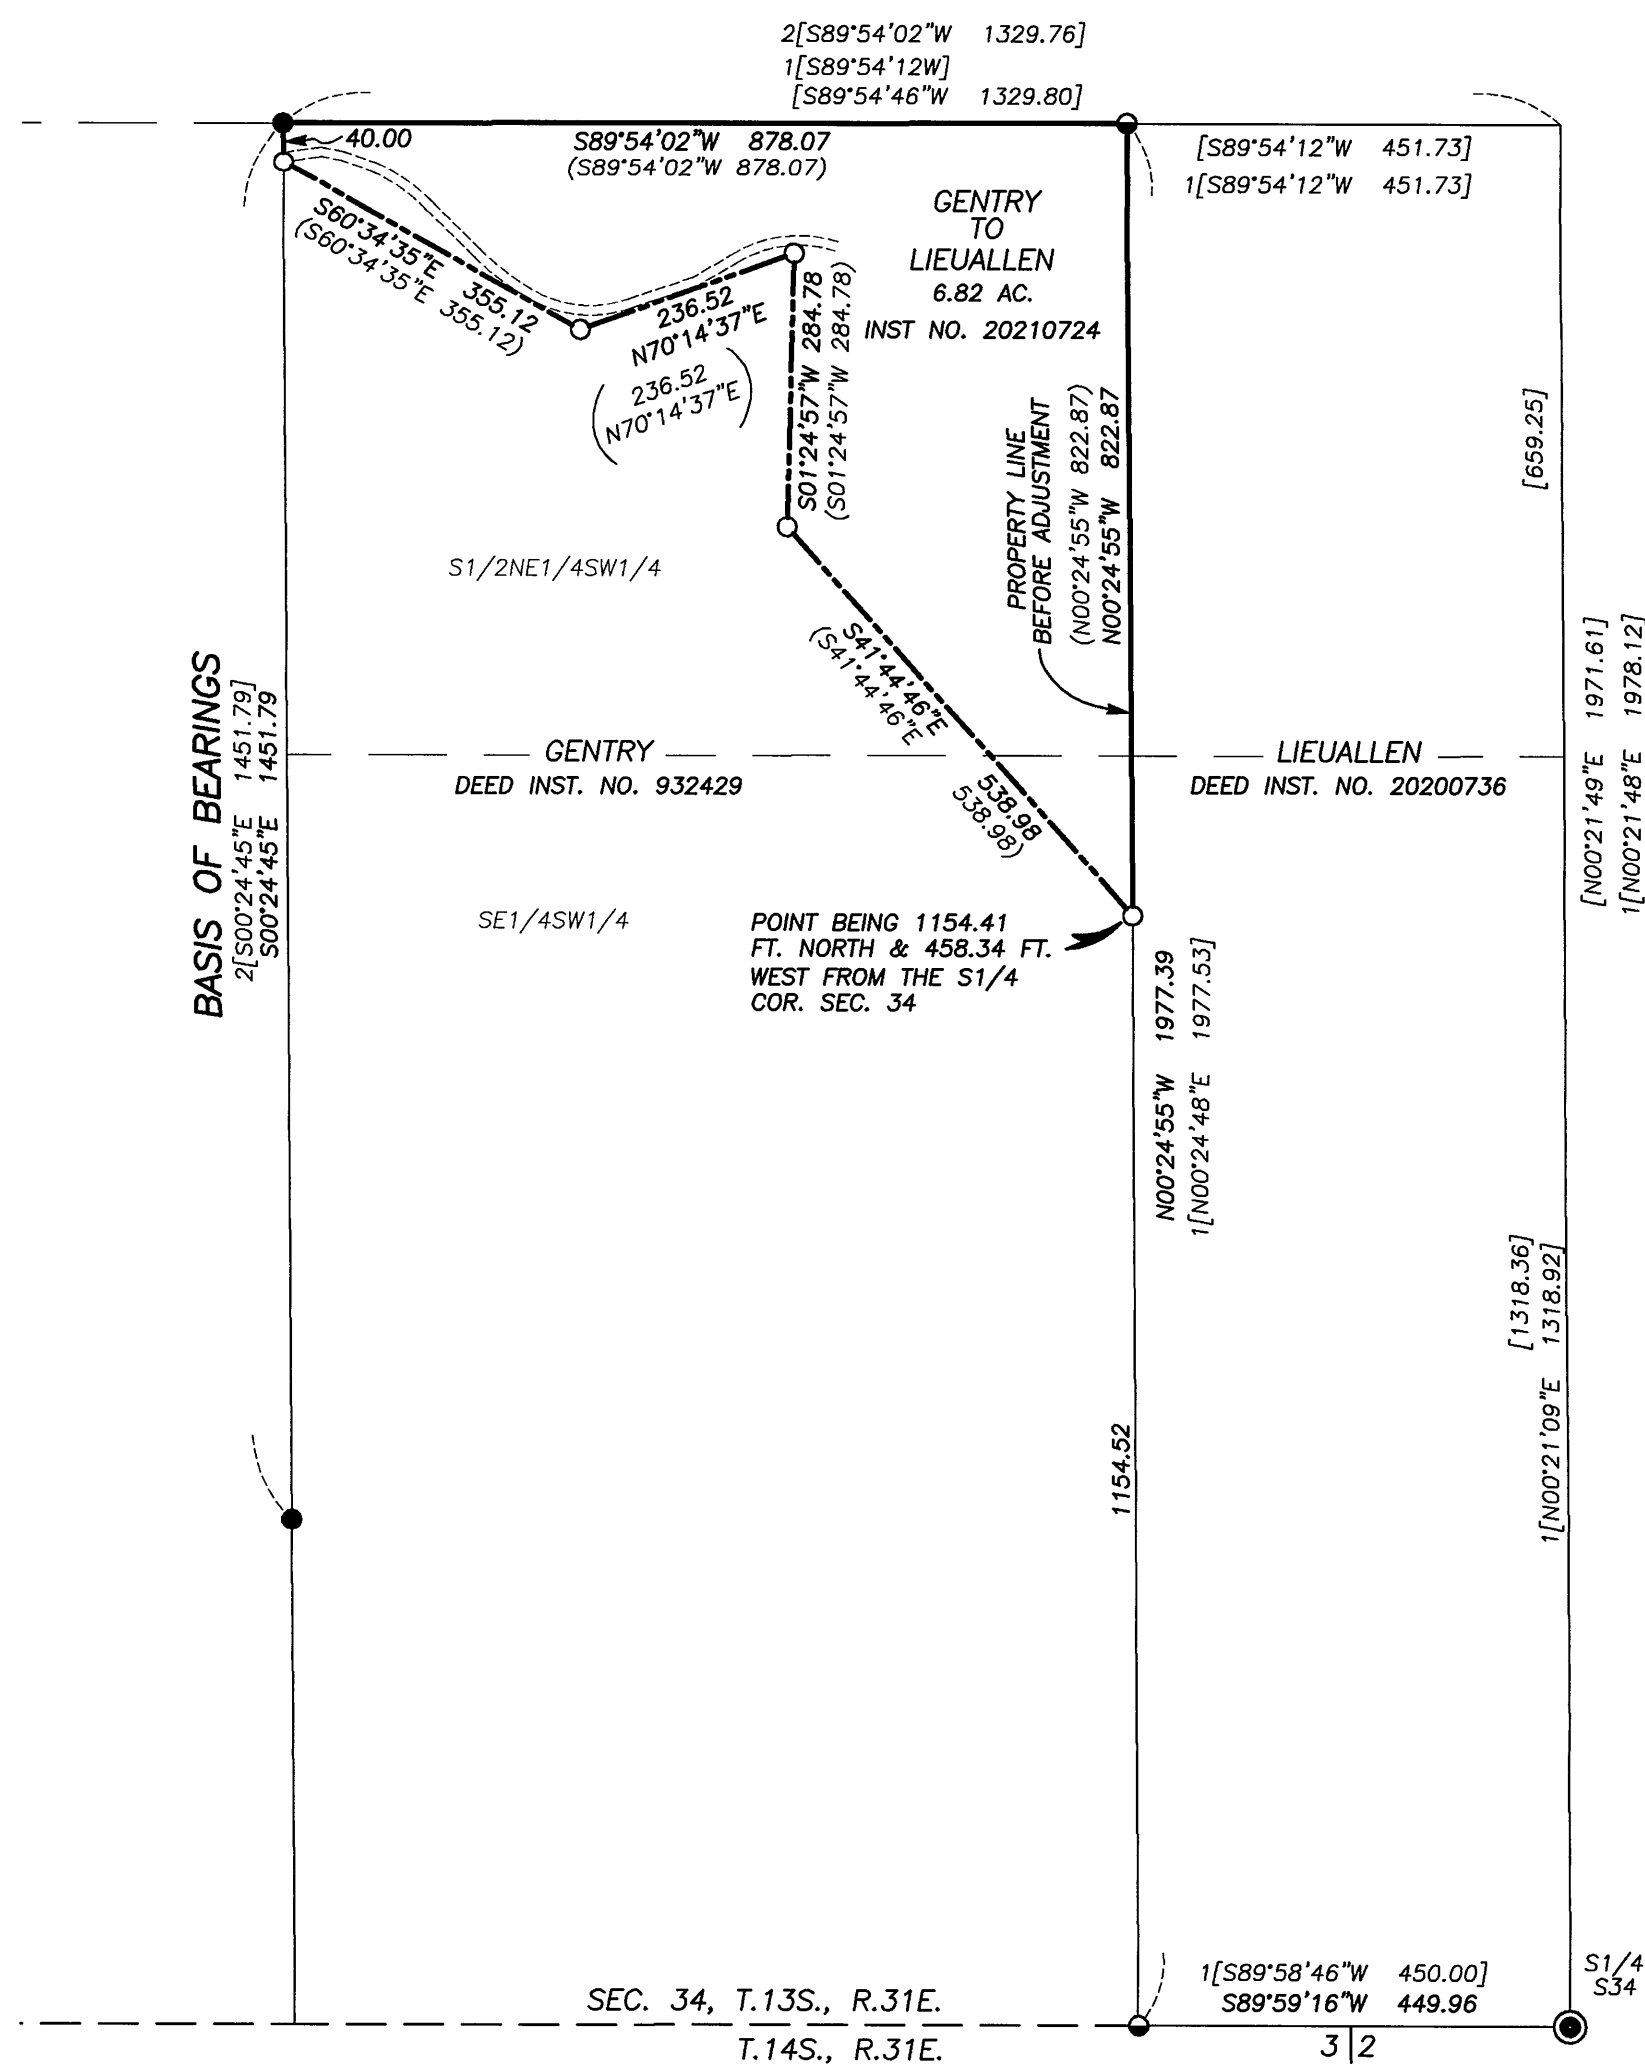 2[S89°54'02"W 1329.76]
1[S89°54'12W]
[S89°54'46"W 1329.80]
40.00
S89°54'02"W 878.07
(S89°54'02"W 878.07)
[S89°54'12"W 451.73]
1[S89°54'12"W 451.73]
GENTRY
TO
LIEUALLEN
6.82 AC.
INST NO. 20210724
S60°34'35"E 355.12
(S60°34'35"E 355.12)
236.52
N70°14'37"E
(236.52
N70°14'37"E)
S01°24'57"W 284.78
(S01°24'57"W 284.78)
PROPERTY LINE
BEFORE ADJUSTMENT
(N00°24'55"W 822.87)
N00°24'55"W 822.87
[659.25]
S1/2NE1/4SW1/4
S41°44'46"E 538.98
(S41°44'46"E 538.98)
BASIS OF BEARINGS
2[S00°24'45"E 1451.79]
S00°24'45"E 1451.79
[N00°21'49"E 1971.61]
1[N00°21'48"E 1978.12]
GENTRY
DEED INST. NO. 932429
LIEUALLEN
DEED INST. NO. 20200736
SE1/4SW1/4
POINT BEING 1154.41
FT. NORTH & 458.34 FT.
WEST FROM THE S1/4
COR. SEC. 34
N00°24'55"W 1977.39
1[N00°24'48"E 1977.53]
[1318.36]
1[N00°21'09"E 1318.92]
1154.52
1[S89°58'46"W 450.00]
S89°59'16"W 449.96
S1/4
S34
SEC. 34, T.13S., R.31E.
T.14S., R.31E.
3|2